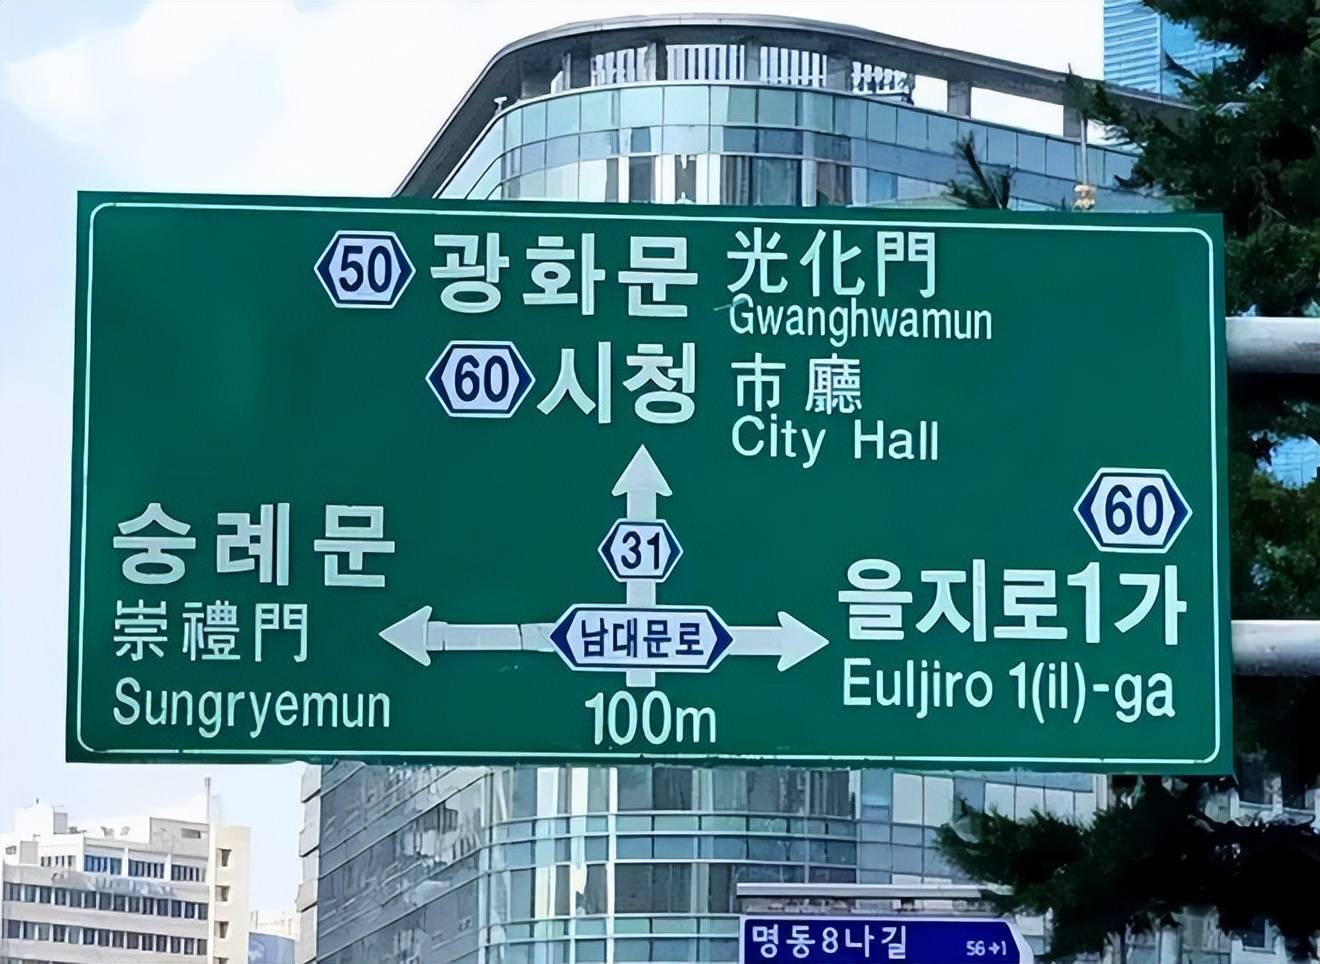 50 광화문 光化門
Gwanghwamun
60 시청 市廳
City Hall
31
60
숭례문
崇禮門
Sungryemun
남대문로
100m
을지로1가
Euljiro 1(il)-ga
명동8나길 56→1